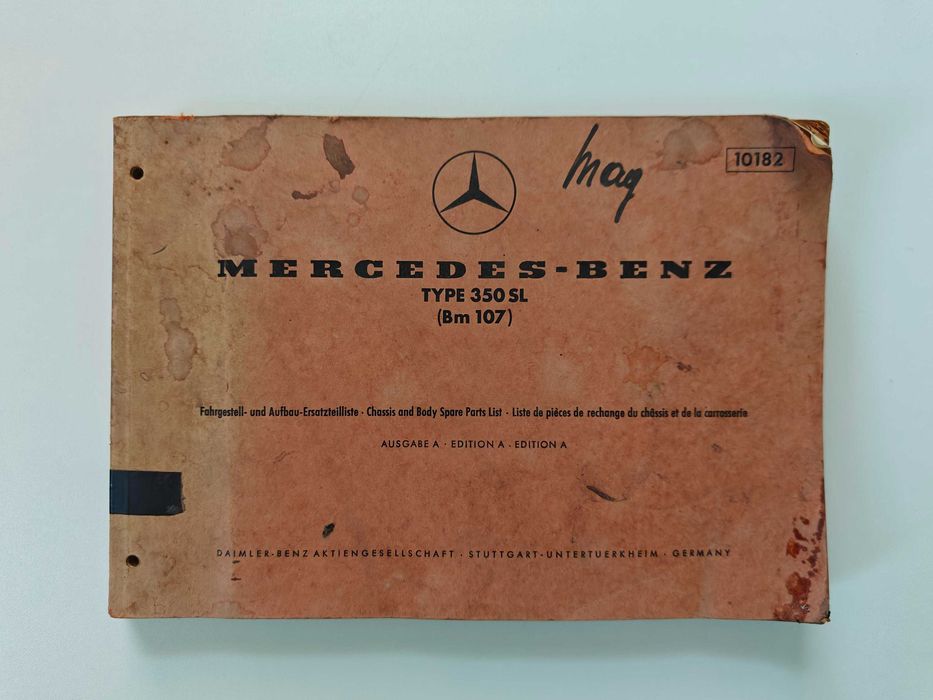 Mag
10182
MERCEDES-BENZ
TYPE 350 SL
(Bm 107)
Fahrgestell- und Aufbau-Ersatzteilliste · Chassis and Body Spare Parts List · Liste de pièces de rechange du châssis et de la carrosserie
AUSGABE A · EDITION A · EDITION A
DAIMLER-BENZ AKTIENGESELLSCHAFT · STUTTGART-UNTERTUERKHEIM · GERMANY